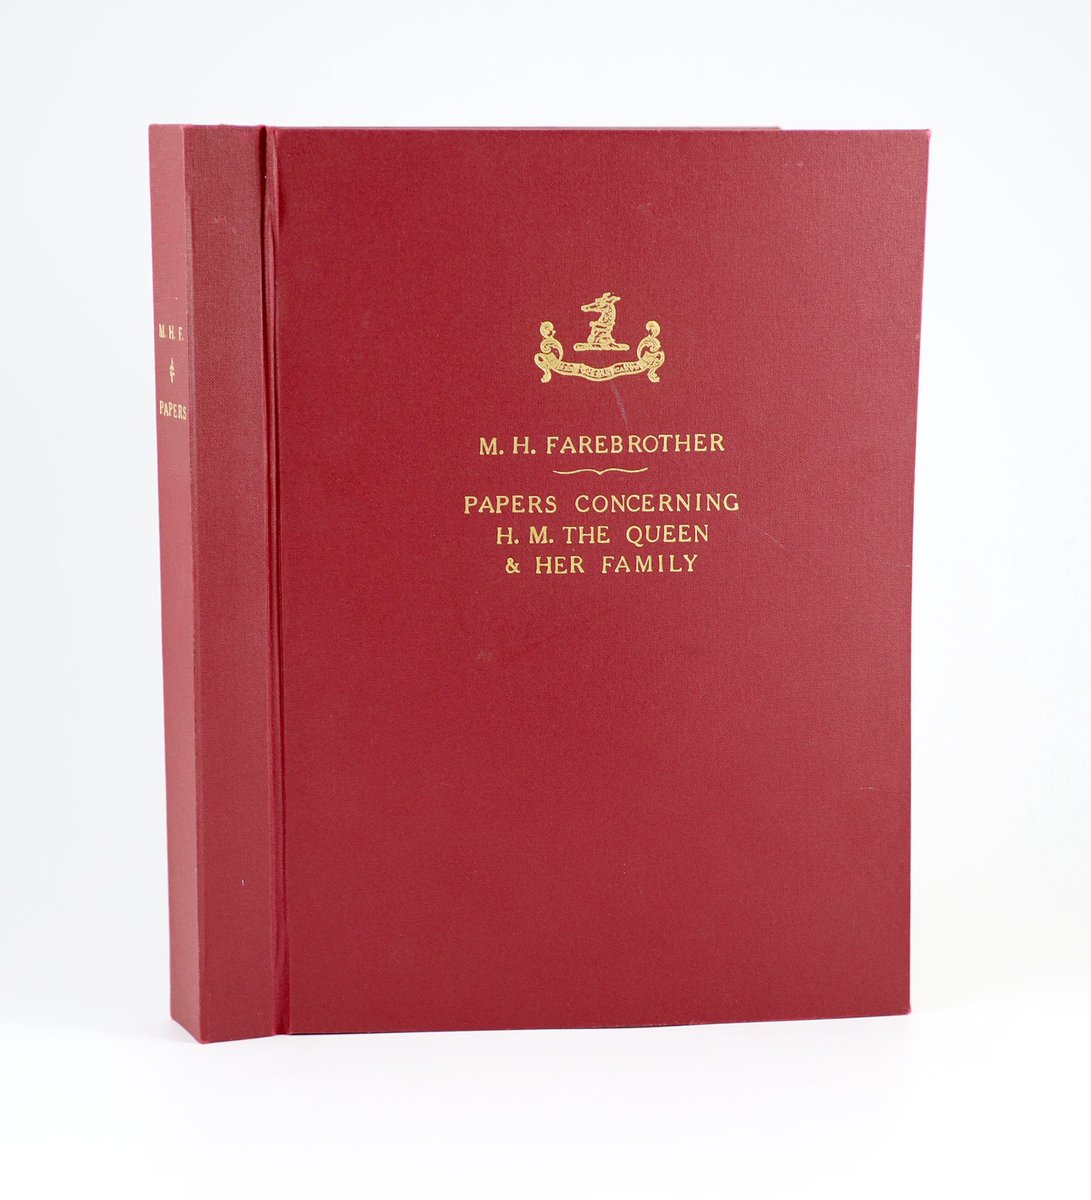 M. H. F.
PAPERS
M. H. FAREBROTHER
PAPERS CONCERNING
H. M. THE QUEEN
& HER FAMILY